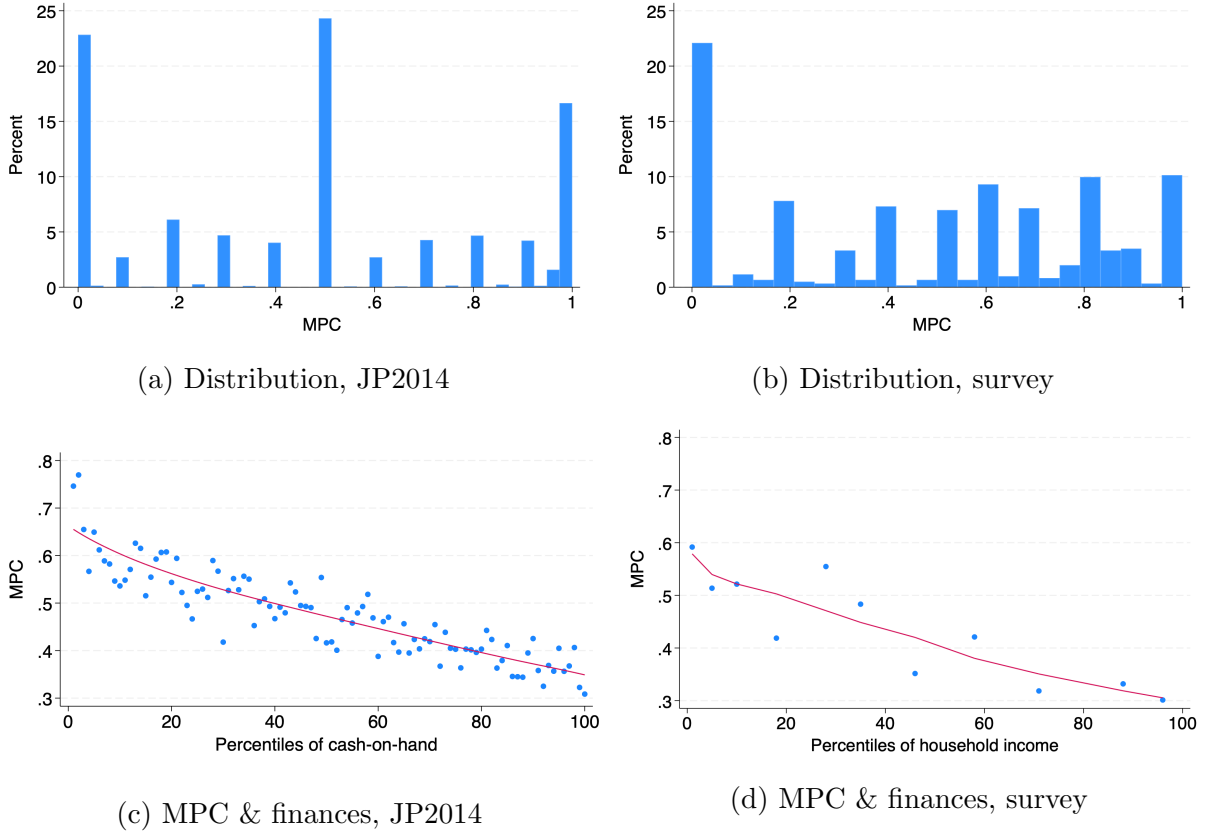 25
20
15
10
5
0
Percent
0 .2 .4 .6 .8 1
MPC
(a) Distribution, JP2014
25
20
15
10
5
0
Percent
0 .2 .4 .6 .8 1
MPC
(b) Distribution, survey
.8
.7
.6
.5
.4
.3
MPC
0 20 40 60 80 100
Percentiles of cash-on-hand
(c) MPC & finances, JP2014
.8
.7
.6
.5
.4
.3
MPC
0 20 40 60 80 100
Percentiles of household income
(d) MPC & finances, survey